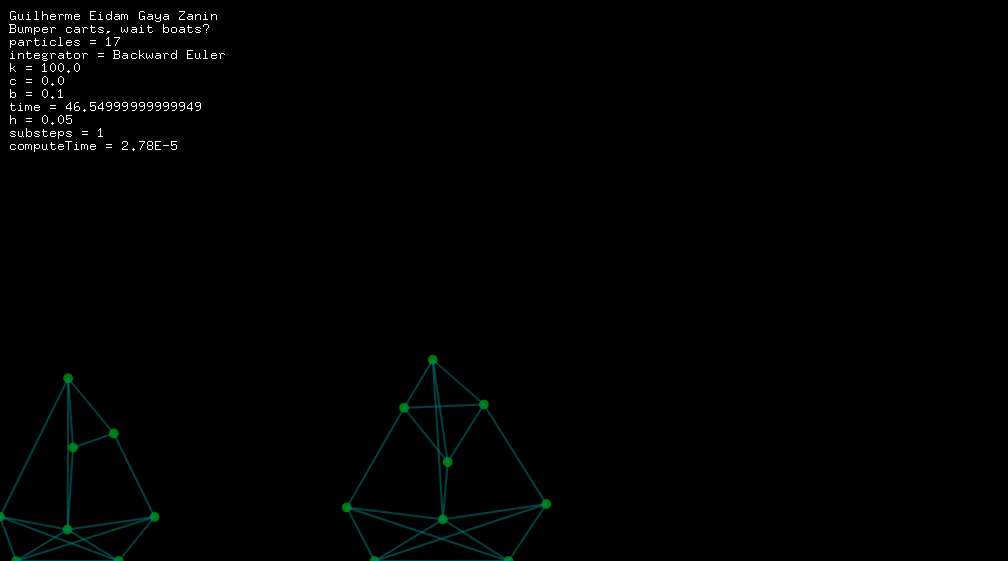 Guilherme Eidam Gaya Zanin
Bumper carts, wait boats?
particles = 17
integrator = Backward Euler
k = 100.0
c = 0.0
b = 0.1
time = 46.54999999999949
h = 0.05
substeps = 1
computeTime = 2.78E-5